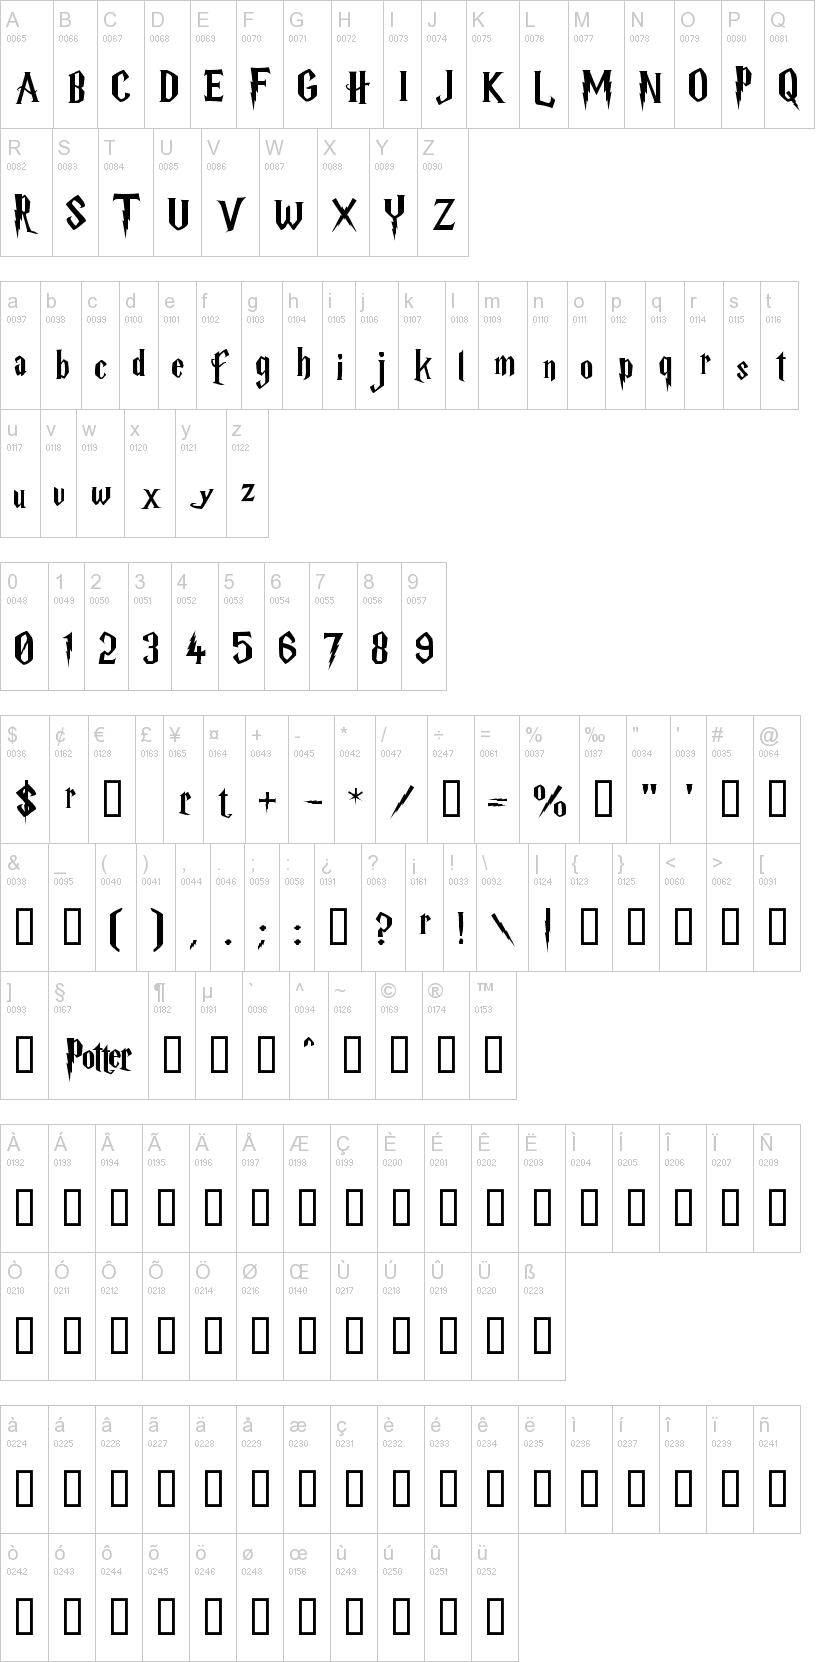 A B C D E F G H I J K L M N O P Q
0065 0066 0067 0068 0069 0070 0071 0072 0073 0074 0075 0076 0077 0078 0079 0080 0081
A B C D E F G H I J K L M N O P Q
R S T U V W X Y Z
0082 0083 0084 0085 0086 0087 0088 0089 0090
R S T U V W X Y Z
a b c d e f g h i j k l m n o p q r s t
0097 0098 0099 0100 0101 0102 0103 0104 0105 0106 0107 0108 0109 0110 0111 0112 0113 0114 0115 0116
a b c d e f g h i j k l m n o p q r s t
u v w x y z
0117 0118 0119 0120 0121 0122
u v w x y z
0 1 2 3 4 5 6 7 8 9
0048 0049 0050 0051 0052 0053 0054 0055 0056 0057
0 1 2 3 4 5 6 7 8 9
$ ¢ € £ ¥ ¤ + - * / ÷ = % ‰ " ' # @
0036 0162 0128 0163 0165 0164 0043 0045 0042 0047 0247 0061 0037 0137 0034 0039 0035 0064
$ r r t + - * / = % " '
& _ ( ) , . ; : ¿ ? ¡ ! \ | { } < > [
0038 0095 0040 0041 0044 0046 0059 0058 0191 0063 0161 0033 0092 0124 0123 0125 0060 0062 0091
( ) , . ; : ? r ! \ |
] § ¶ µ ` ^ ~ © ® ™
0093 0167 0182 0181 0096 0094 0126 0169 0174 0153
Potter ^
À Á Â Ã Ä Å Æ Ç È É Ê Ë Ì Í Î Ï Ñ
0192 0193 0194 0195 0196 0197 0198 0199 0200 0201 0202 0203 0204 0205 0206 0207 0209
Ò Ó Ô Õ Ö Ø Œ Ù Ú Û Ü ß
0210 0211 0212 0213 0214 0216 0140 0217 0218 0219 0220 0223
à á â ã ä å æ ç è é ê ë ì í î ï ñ
0224 0225 0226 0227 0228 0229 0230 0231 0232 0233 0234 0235 0236 0237 0238 0239 0241
ò ó ô õ ö ø œ ù ú û ü
0242 0243 0244 0245 0246 0248 0156 0249 0250 0251 0252